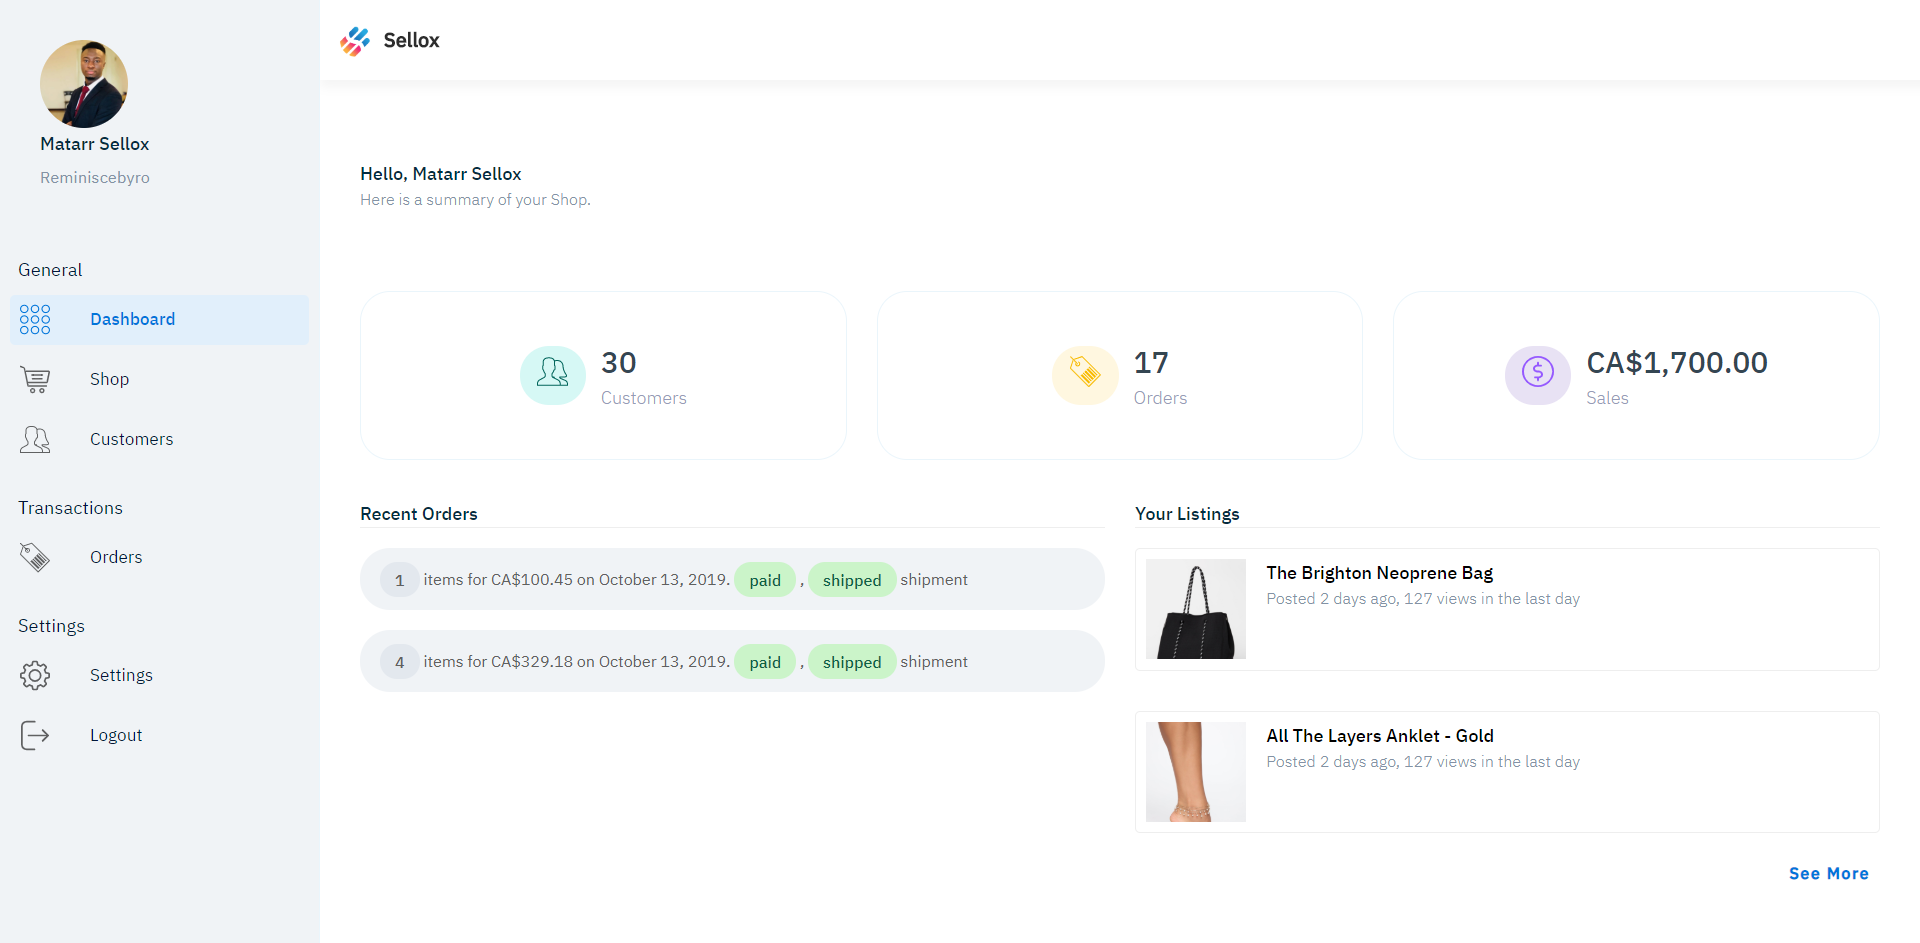 Matarr Sellox
Reminiscebyro
General
Dashboard
Shop
Customers
Transactions
Orders
Settings
Settings
Logout
Sellox
Hello, Matarr Sellox
Here is a summary of your Shop.
30
Customers
17
Orders
CA$1,700.00
Sales
Recent Orders
1 items for CA$100.45 on October 13, 2019. paid , shipped shipment
4 items for CA$329.18 on October 13, 2019. paid , shipped shipment
Your Listings
The Brighton Neoprene Bag
Posted 2 days ago, 127 views in the last day
All The Layers Anklet - Gold
Posted 2 days ago, 127 views in the last day
See More